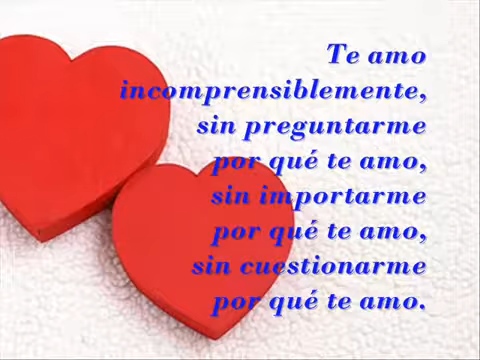 Te amo
incomprensiblemente,
sin preguntarme
por qué te amo,
sin importarme
por qué te amo,
sin cuestionarme
por qué te amo.